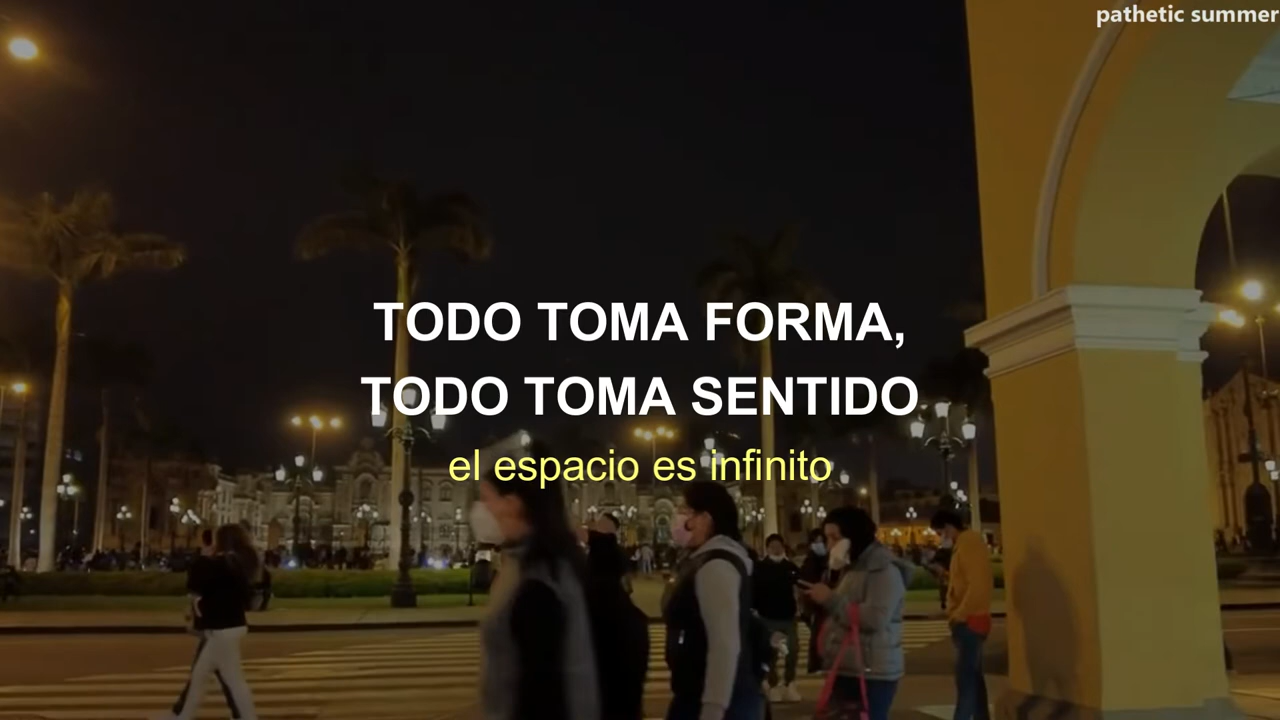 pathetic summer
TODO TOMA FORMA,
TODO TOMA SENTIDO
el espacio es infinito